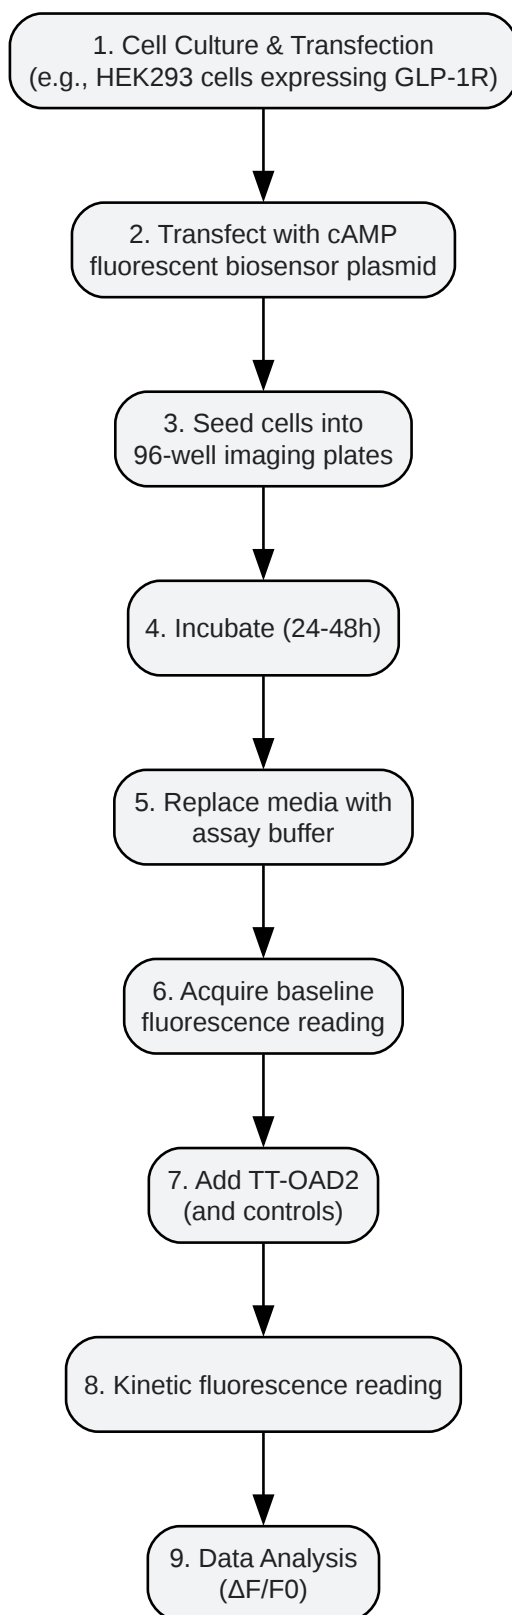 1. Cell Culture & Transfection
(e.g., HEK293 cells expressing GLP-1R)
2. Transfect with cAMP
fluorescent biosensor plasmid
3. Seed cells into
96-well imaging plates
4. Incubate (24-48h)
5. Replace media with
assay buffer
6. Acquire baseline
fluorescence reading
7. Add TT-OAD2
(and controls)
8. Kinetic fluorescence reading
9. Data Analysis
(ΔF/F0)